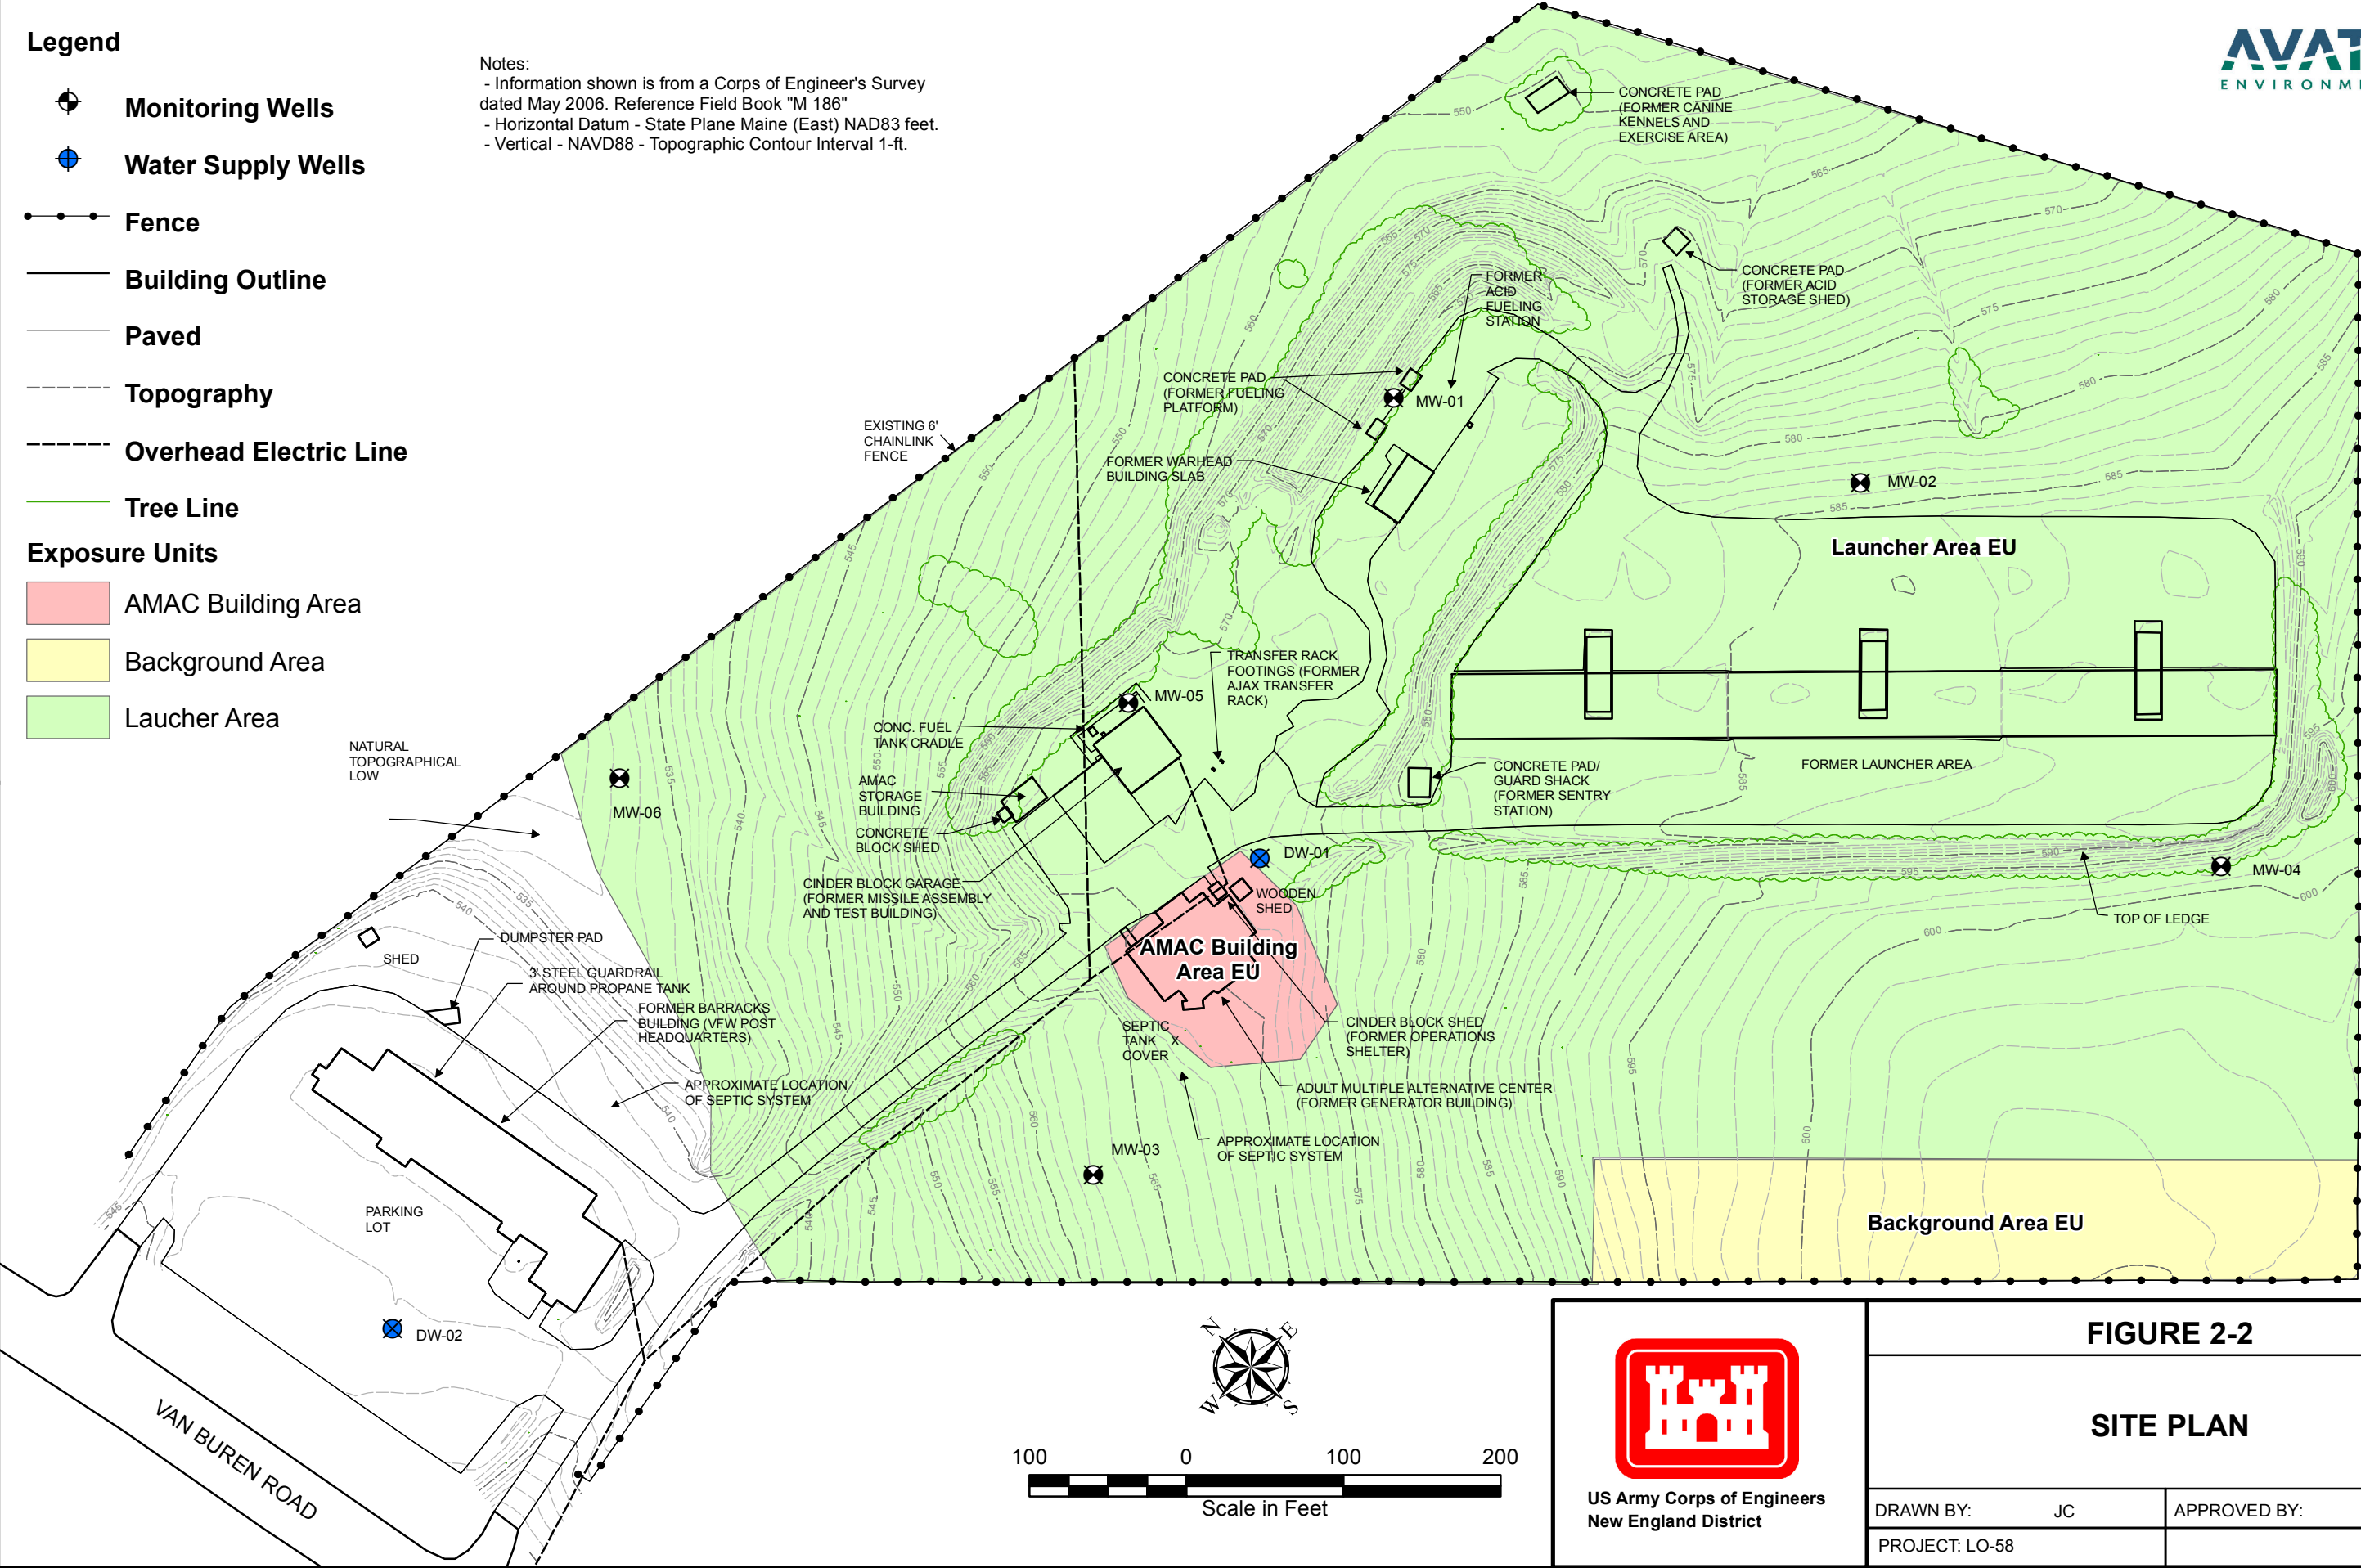 Legend
Monitoring Wells
Water Supply Wells
Fence
Building Outline
Paved
Topography
Overhead Electric Line
Tree Line
Exposure Units
AMAC Building Area
Background Area
Laucher Area
Notes:
- Information shown is from a Corps of Engineer's Survey
dated May 2006. Reference Field Book "M 186"
- Horizontal Datum - State Plane Maine (East) NAD83 feet.
- Vertical - NAVD88 - Topographic Contour Interval 1-ft.
CONCRETE PAD
(FORMER CANINE
KENNELS AND
EXERCISE AREA)
CONCRETE PAD
(FORMER ACID
STORAGE SHED)
FORMER
ACID
FUELING
STATION
CONCRETE PAD
(FORMER FUELING
PLATFORM)
MW-01
EXISTING 6'
CHAINLINK
FENCE
FORMER WARHEAD
BUILDING SLAB
MW-02
Launcher Area EU
TRANSFER RACK
FOOTINGS (FORMER
AJAX TRANSFER
RACK)
MW-05
CONC. FUEL
TANK CRADLE
NATURAL
TOPOGRAPHICAL
LOW
MW-06
AMAC
STORAGE
BUILDING
CONCRETE
BLOCK SHED
CONCRETE PAD/
GUARD SHACK
(FORMER SENTRY
STATION)
FORMER LAUNCHER AREA
DW-01
CINDER BLOCK GARAGE
(FORMER MISSILE ASSEMBLY
AND TEST BUILDING)
WOODEN
SHED
MW-04
TOP OF LEDGE
AMAC Building
Area EU
DUMPSTER PAD
SHED
3' STEEL GUARDRAIL
AROUND PROPANE TANK
FORMER BARRACKS
BUILDING (VFW POST
HEADQUARTERS)
SEPTIC
TANK X
COVER
CINDER BLOCK SHED
(FORMER OPERATIONS
SHELTER)
APPROXIMATE LOCATION
OF SEPTIC SYSTEM
ADULT MULTIPLE ALTERNATIVE CENTER
(FORMER GENERATOR BUILDING)
MW-03
APPROXIMATE LOCATION
OF SEPTIC SYSTEM
PARKING
LOT
Background Area EU
DW-02
VAN BUREN ROAD
N E
W S
100 0 100 200
Scale in Feet
US Army Corps of Engineers
New England District
FIGURE 2-2
SITE PLAN
DRAWN BY: JC APPROVED BY:
PROJECT: LO-58